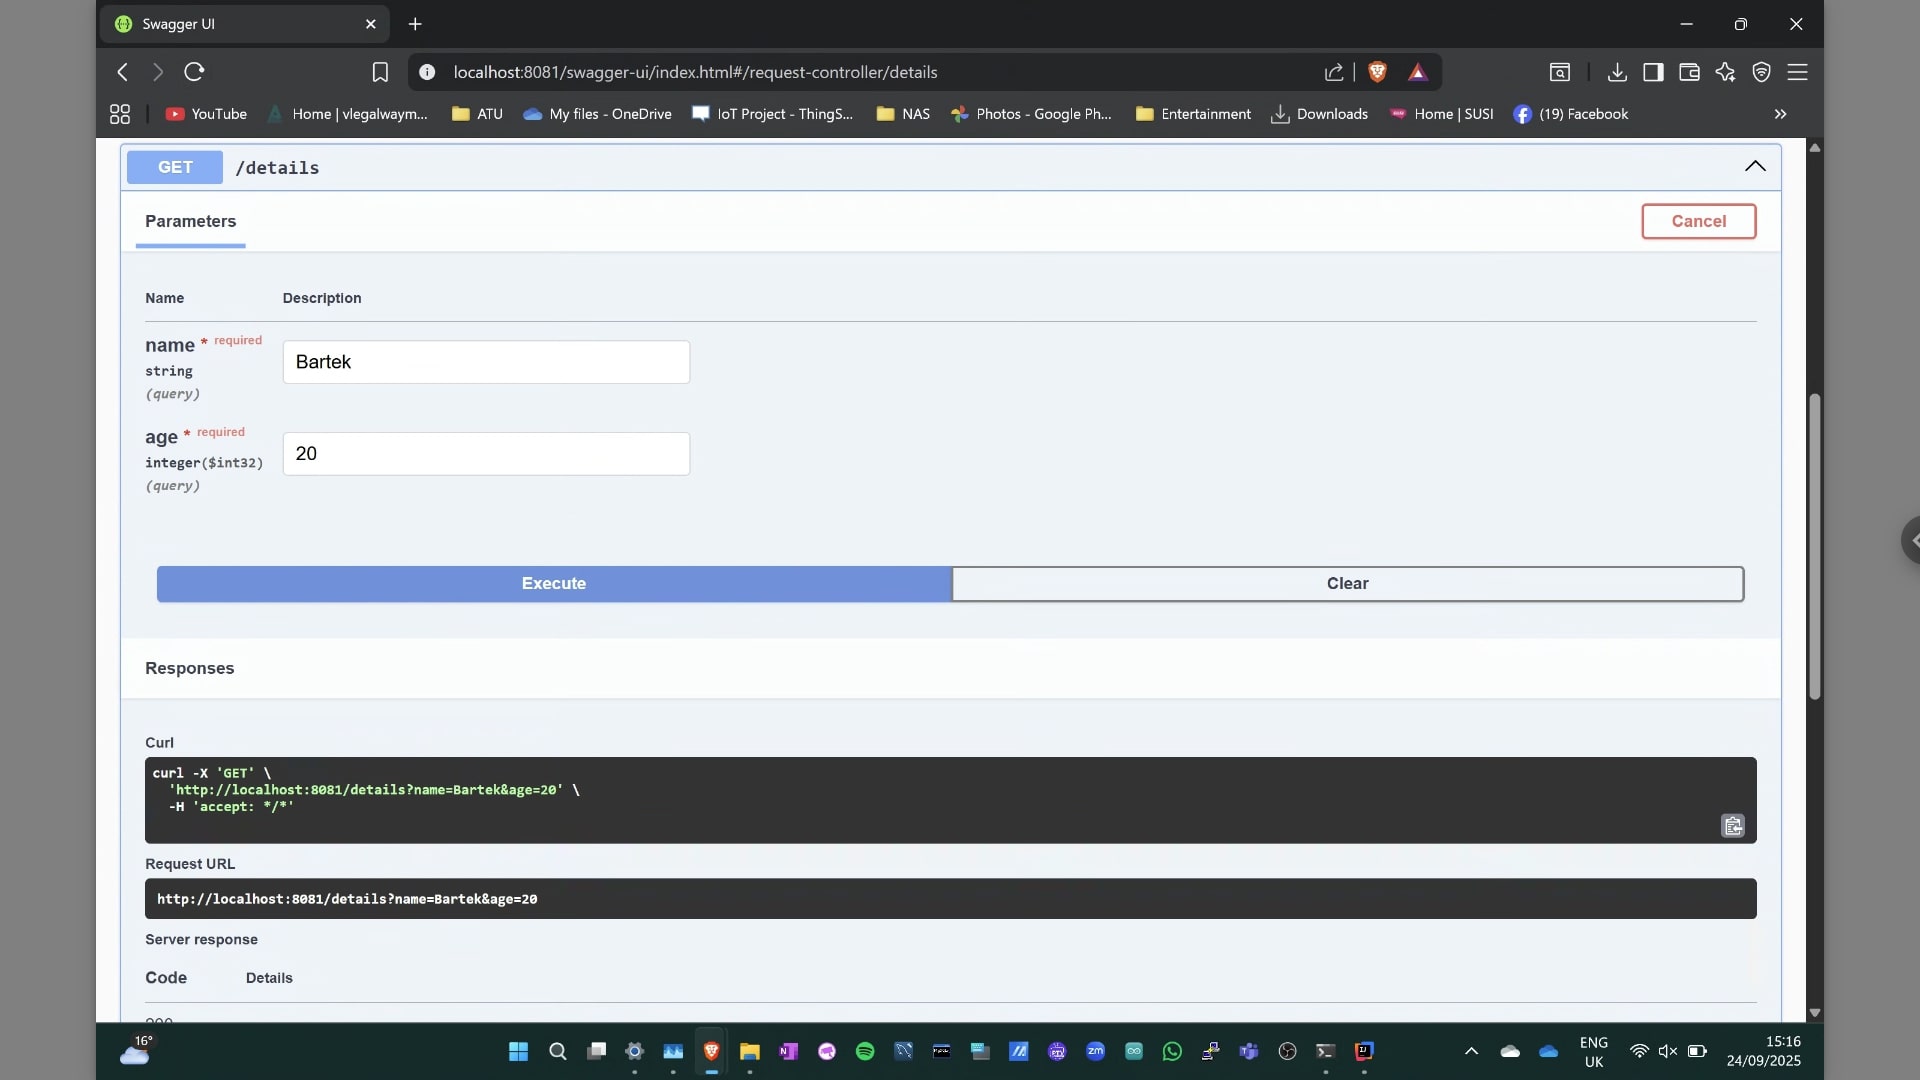 Swagger UI
localhost:8081/swagger-ui/index.html#/request-controller/details
YouTube
Home | vlegalwaym...
ATU
My files - OneDrive
IoT Project - ThingS...
NAS
Photos - Google Ph...
Entertainment
Downloads
Home | SUSI
(19) Facebook
GET /details
Parameters
Cancel
Name Description
name * required
string
(query)
Bartek
age * required
integer($int32)
(query)
20
Execute
Clear
Responses
Curl
curl -X 'GET' \
'http://localhost:8081/details?name=Bartek&age=20' \
-H 'accept: */*'
Request URL
http://localhost:8081/details?name=Bartek&age=20
Server response
Code Details
16°
zm
ENG
UK
15:16
24/09/2025